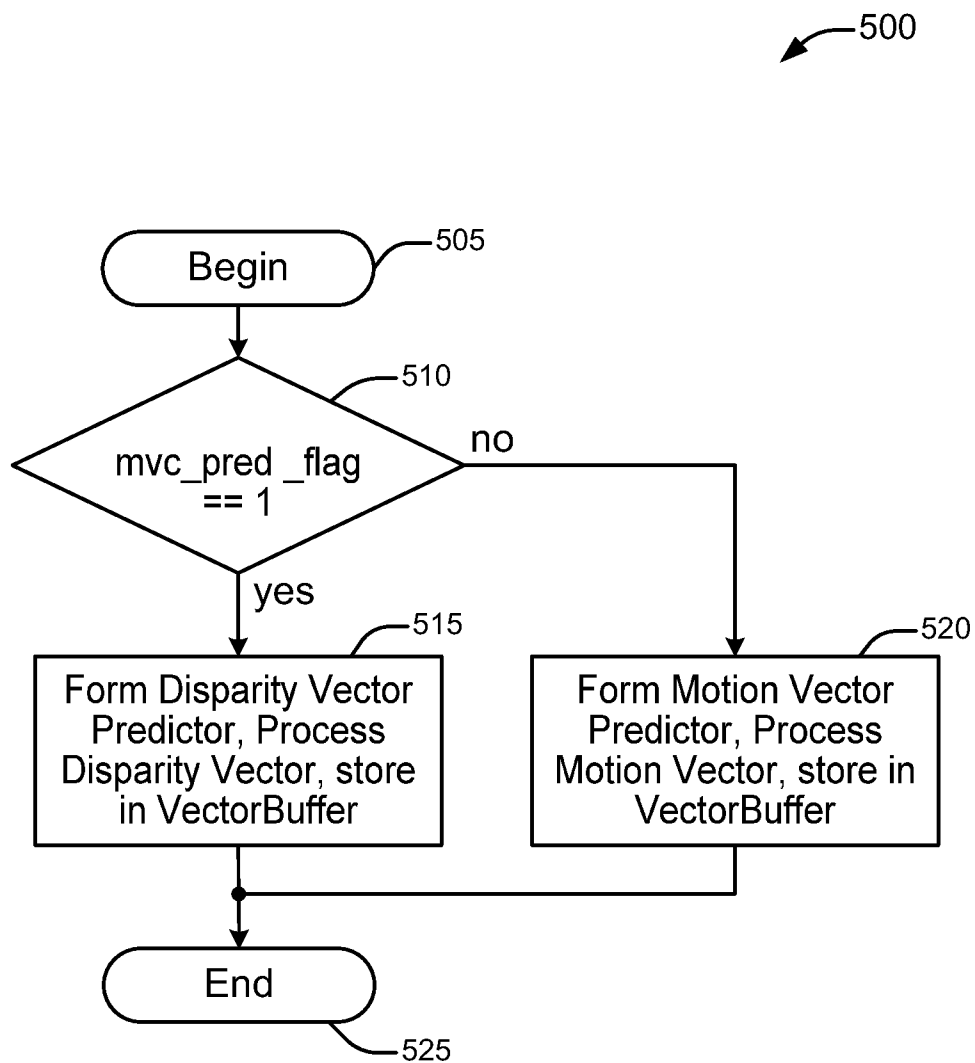 500
Begin
505
510
mvc_pred _flag
== 1
no
yes
515
Form Disparity Vector
Predictor, Process
Disparity Vector, store
in VectorBuffer
520
Form Motion Vector
Predictor, Process
Motion Vector, store in
VectorBuffer
End
525